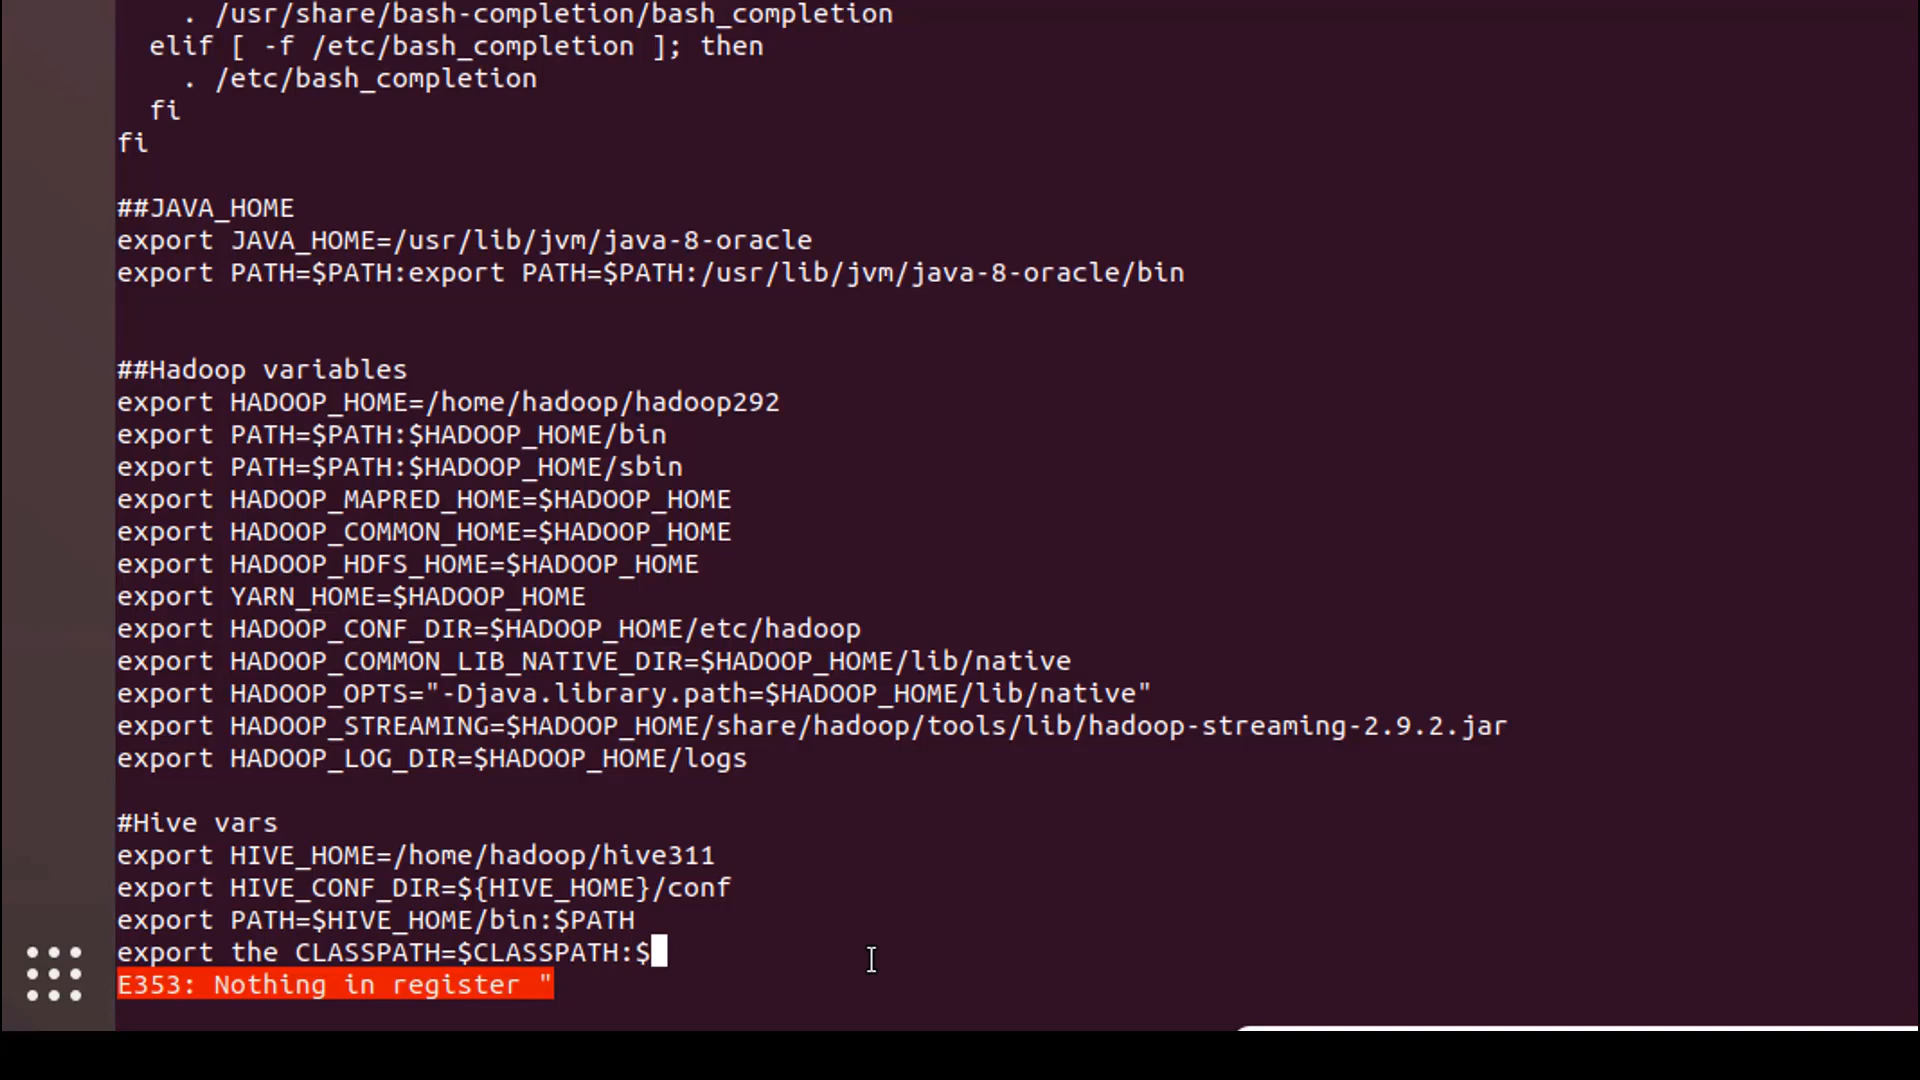 . /usr/share/bash-completion/bash_completion
elif [ -f /etc/bash_completion ]; then
. /etc/bash_completion
fi
fi
##JAVA_HOME
export JAVA_HOME=/usr/lib/jvm/java-8-oracle
export PATH=$PATH:export PATH=$PATH:/usr/lib/jvm/java-8-oracle/bin
##Hadoop variables
export HADOOP_HOME=/home/hadoop/hadoop292
export PATH=$PATH:$HADOOP_HOME/bin
export PATH=$PATH:$HADOOP_HOME/sbin
export HADOOP_MAPRED_HOME=$HADOOP_HOME
export HADOOP_COMMON_HOME=$HADOOP_HOME
export HADOOP_HDFS_HOME=$HADOOP_HOME
export YARN_HOME=$HADOOP_HOME
export HADOOP_CONF_DIR=$HADOOP_HOME/etc/hadoop
export HADOOP_COMMON_LIB_NATIVE_DIR=$HADOOP_HOME/lib/native
export HADOOP_OPTS="-Djava.library.path=$HADOOP_HOME/lib/native"
export HADOOP_STREAMING=$HADOOP_HOME/share/hadoop/tools/lib/hadoop-streaming-2.9.2.jar
export HADOOP_LOG_DIR=$HADOOP_HOME/logs
#Hive vars
export HIVE_HOME=/home/hadoop/hive311
export HIVE_CONF_DIR=${HIVE_HOME}/conf
export PATH=$HIVE_HOME/bin:$PATH
export the CLASSPATH=$CLASSPATH:$
E353: Nothing in register "